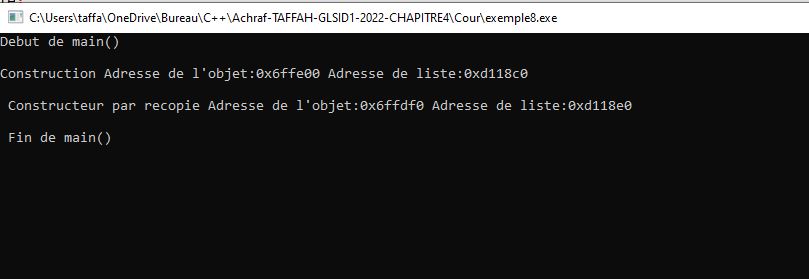 C:\Users\taffa\OneDrive\Bureau\C++\Achraf-TAFFAH-GLSID1-2022-CHAPITRE4\Cour\exemple8.exe
Debut de main()
Construction Adresse de l'objet:0x6ffe00 Adresse de liste:0xd118c0
Constructeur par recopie Adresse de l'objet:0x6ffdf0 Adresse de liste:0xd118e0
Fin de main()